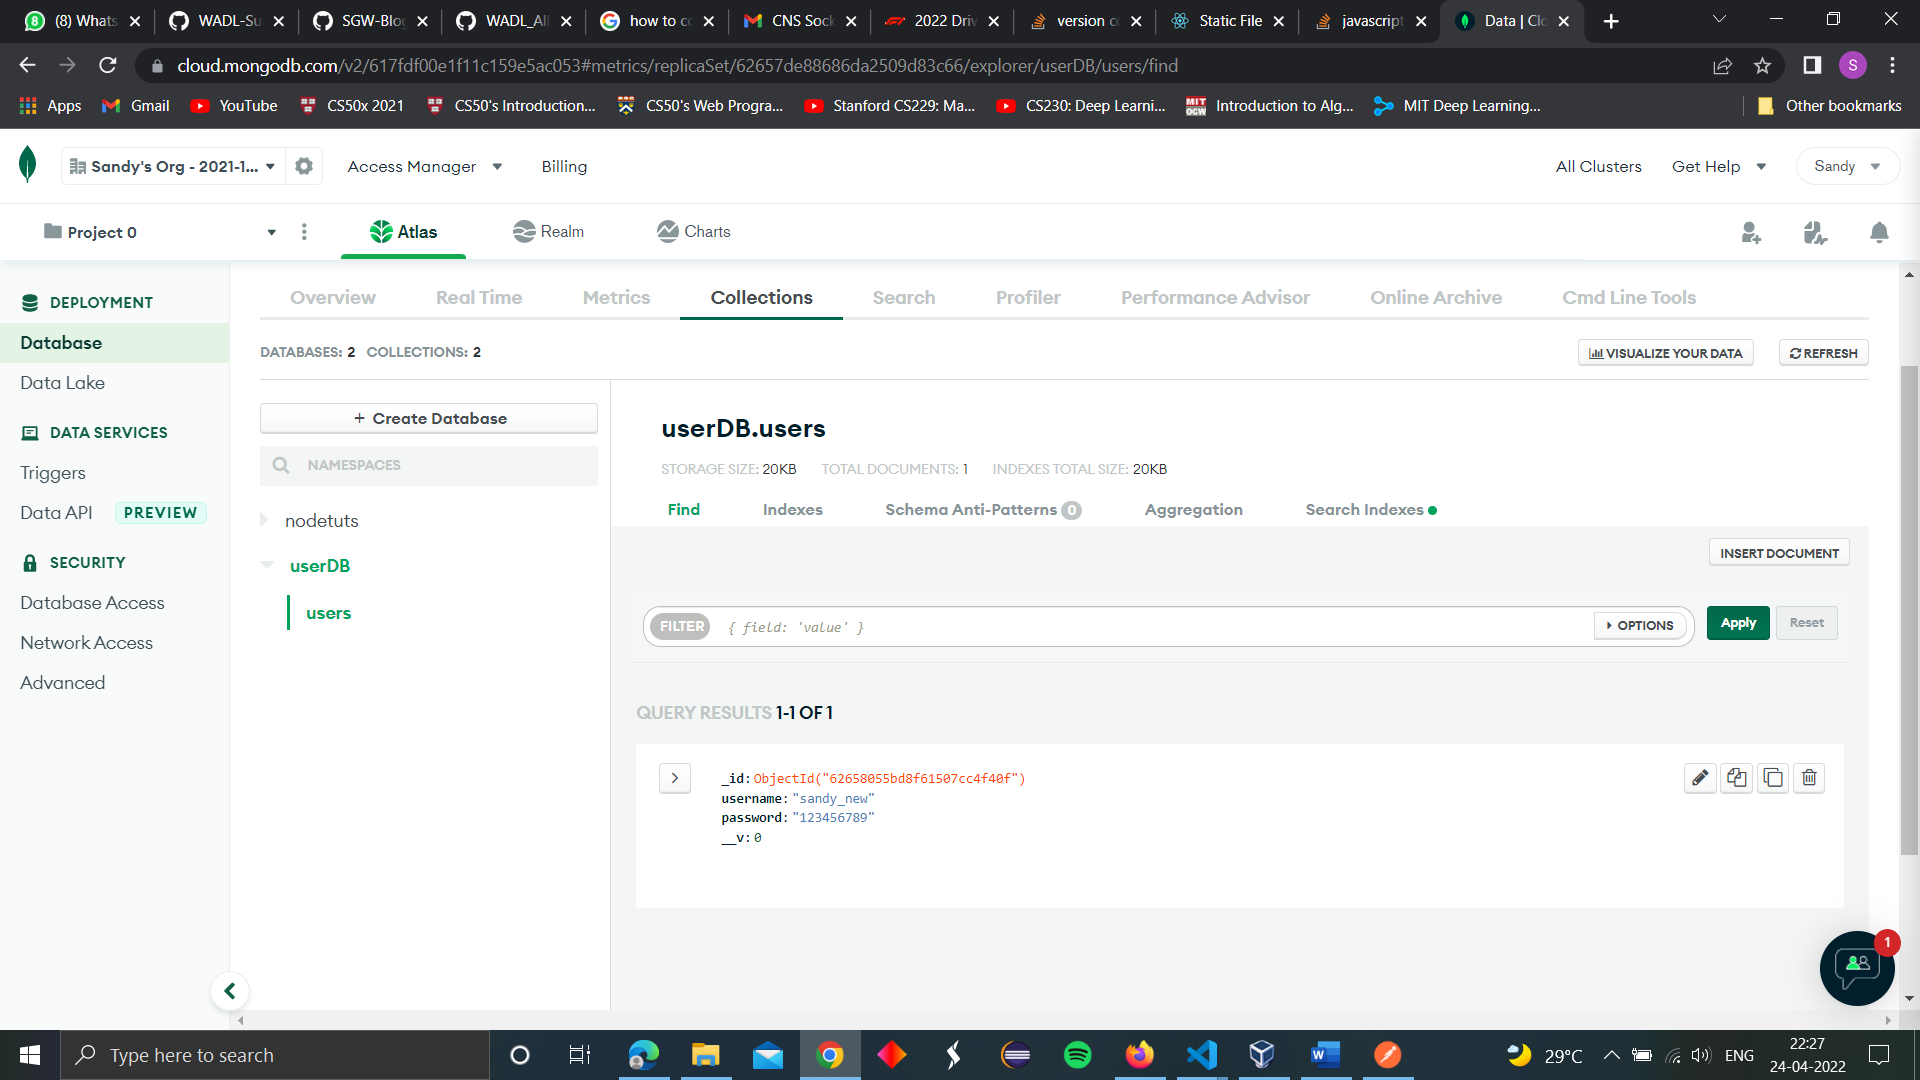 (8) Whats
WADL-Su
SGW-Blog
WADL_All
how to co
CNS Sock
2022 Driv
version co
Static File
javascript
Data | Clo
cloud.mongodb.com/v2/617fdf00e1f11c159e5ac053#metrics/replicaSet/62657de88686da2509d83c66/explorer/userDB/users/find
S
Apps
Gmail
YouTube
CS50x 2021
CS50's Introduction...
CS50's Web Progra...
Stanford CS229: Ma...
CS230: Deep Learni...
Introduction to Alg...
MIT Deep Learning...
Other bookmarks
Sandy's Org - 2021-1...
Access Manager
Billing
All Clusters
Get Help
Sandy
Project 0
Atlas
Realm
Charts
DEPLOYMENT
Database
Data Lake
DATA SERVICES
Triggers
Data API PREVIEW
SECURITY
Database Access
Network Access
Advanced
Overview
Real Time
Metrics
Collections
Search
Profiler
Performance Advisor
Online Archive
Cmd Line Tools
DATABASES: 2 COLLECTIONS: 2
VISUALIZE YOUR DATA
REFRESH
+ Create Database
NAMESPACES
nodetuts
userDB
users
userDB.users
STORAGE SIZE: 20KB TOTAL DOCUMENTS: 1 INDEXES TOTAL SIZE: 20KB
Find
Indexes
Schema Anti-Patterns 0
Aggregation
Search Indexes
INSERT DOCUMENT
FILTER { field: 'value' }
OPTIONS
Apply
Reset
QUERY RESULTS 1-1 OF 1
_id: ObjectId("62658055bd8f61507cc4f40f")
username: "sandy_new"
password: "123456789"
__v: 0
1
Type here to search
29°C
ENG
22:27
24-04-2022